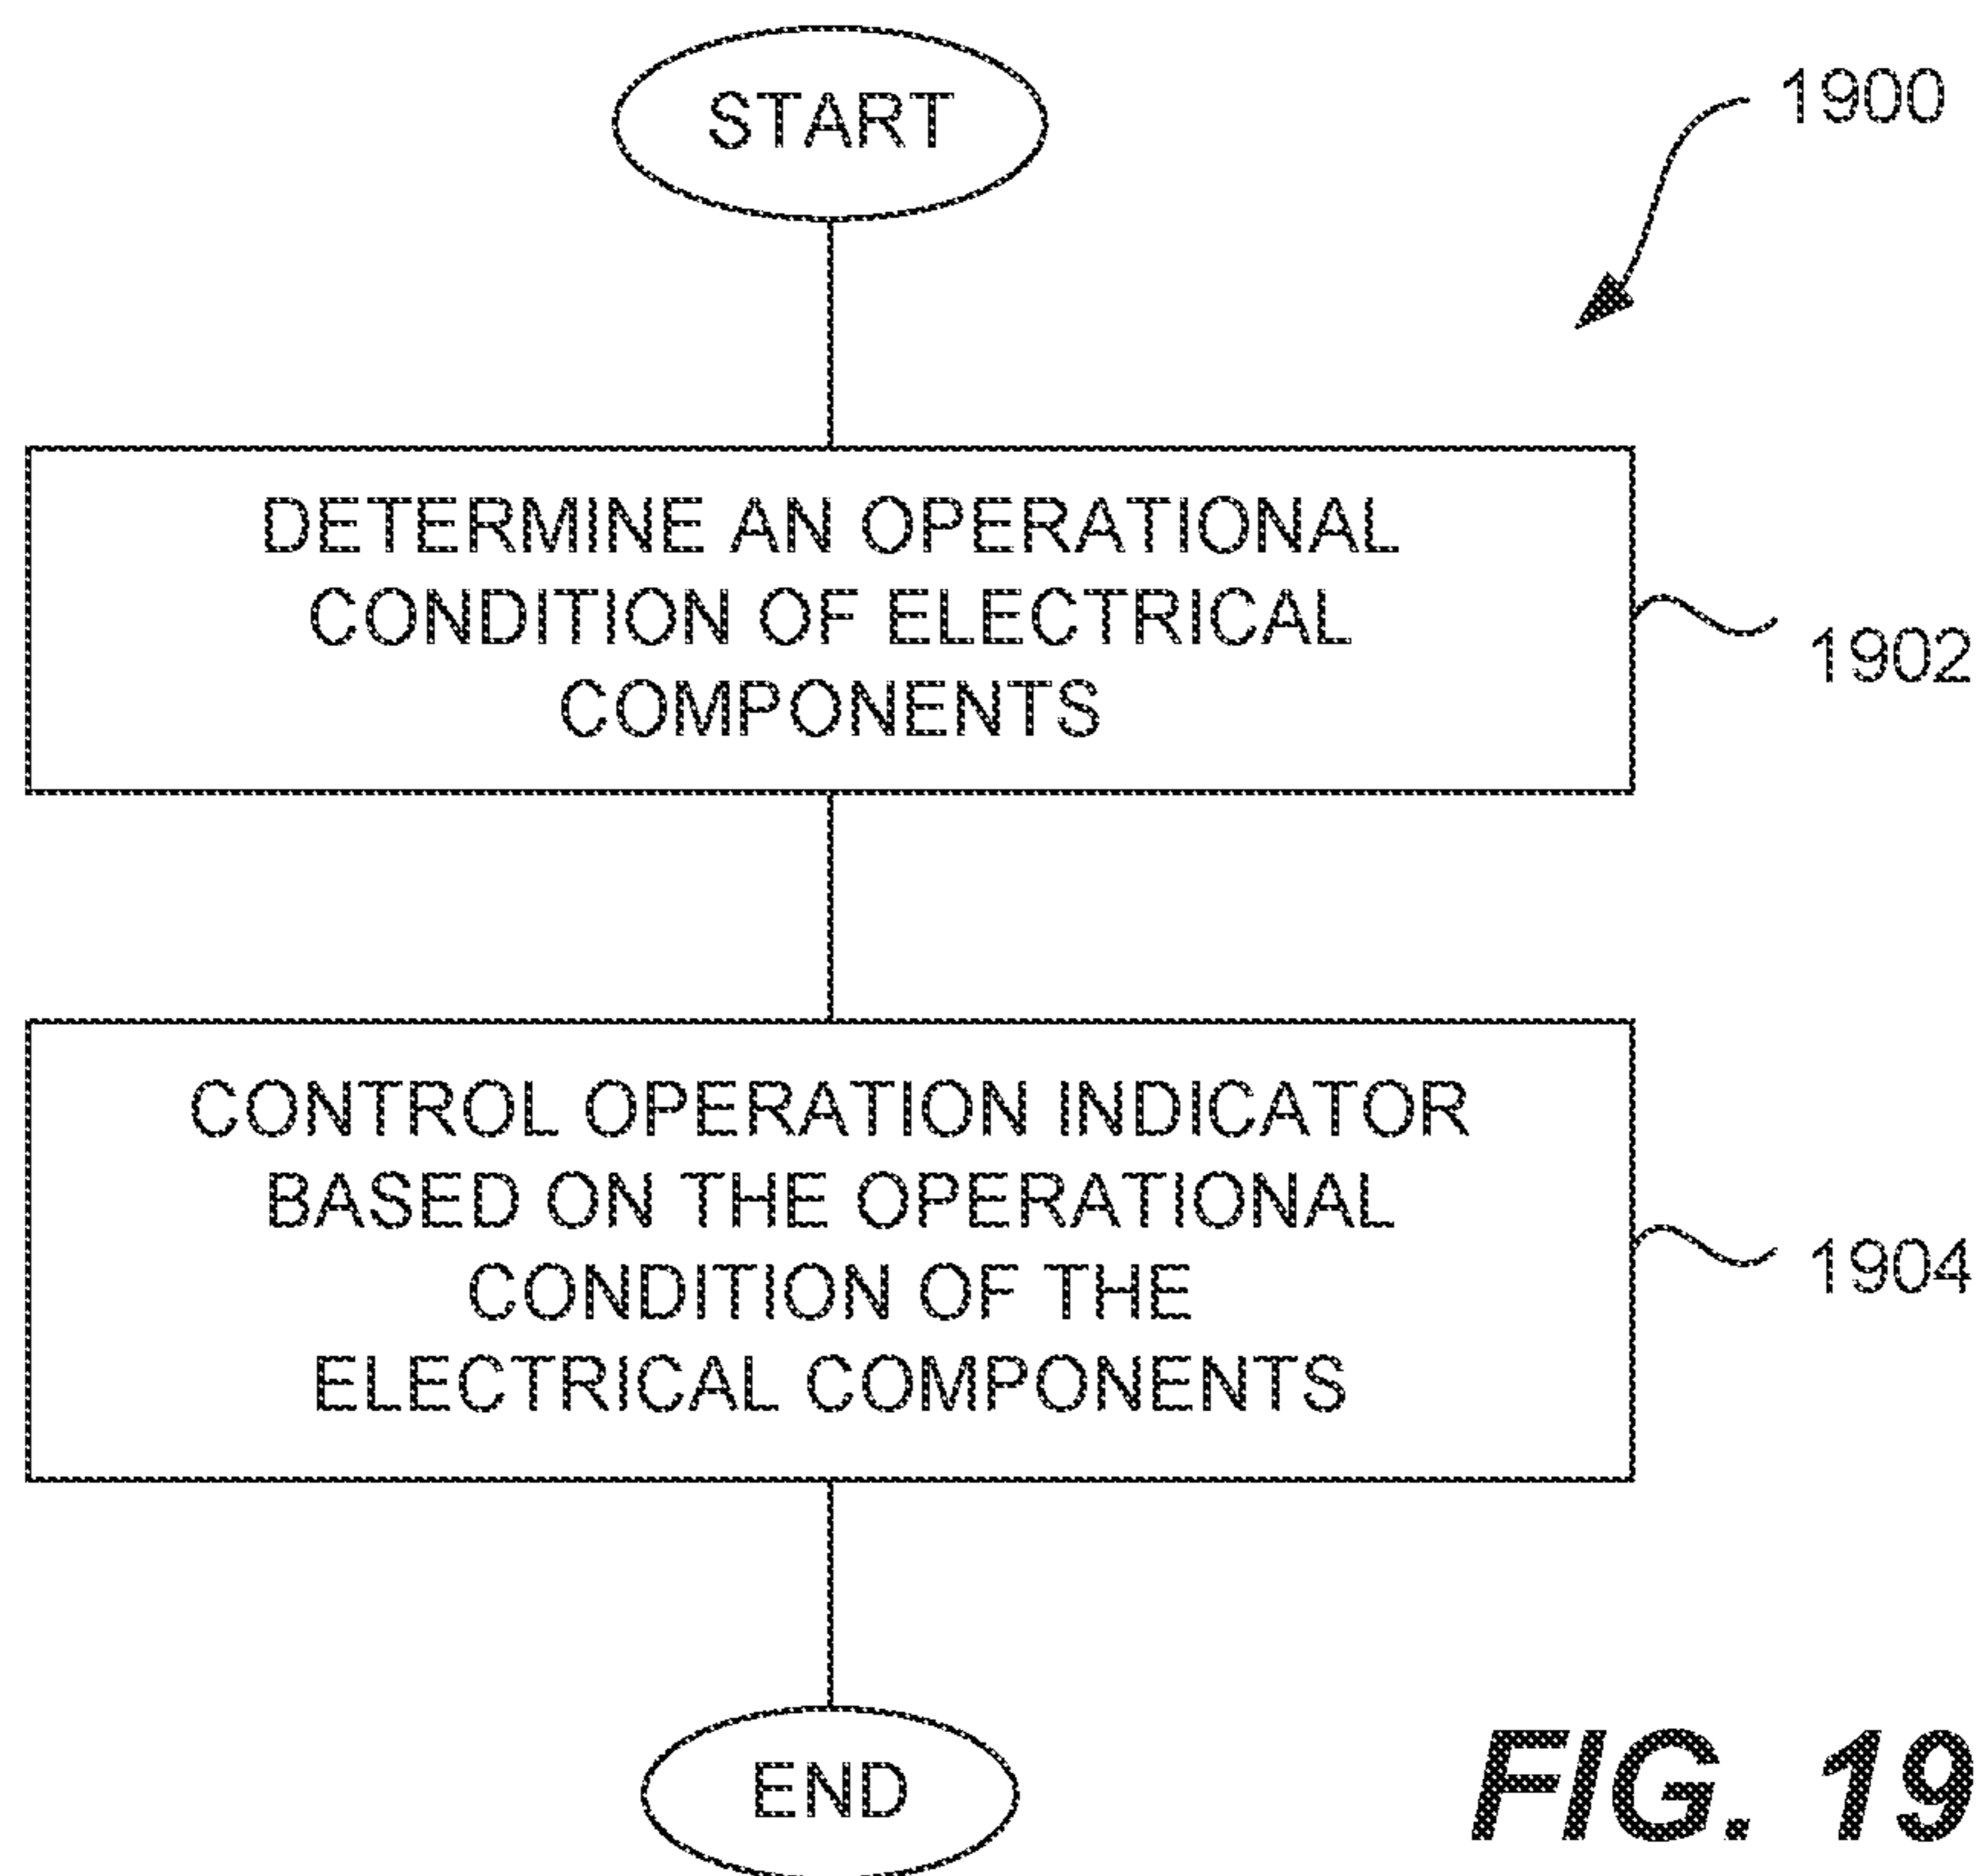 START
1900
DETERMINE AN OPERATIONAL
CONDITION OF ELECTRICAL
COMPONENTS
1902
CONTROL OPERATION INDICATOR
BASED ON THE OPERATIONAL
CONDITION OF THE
ELECTRICAL COMPONENTS
1904
END
FIG. 19